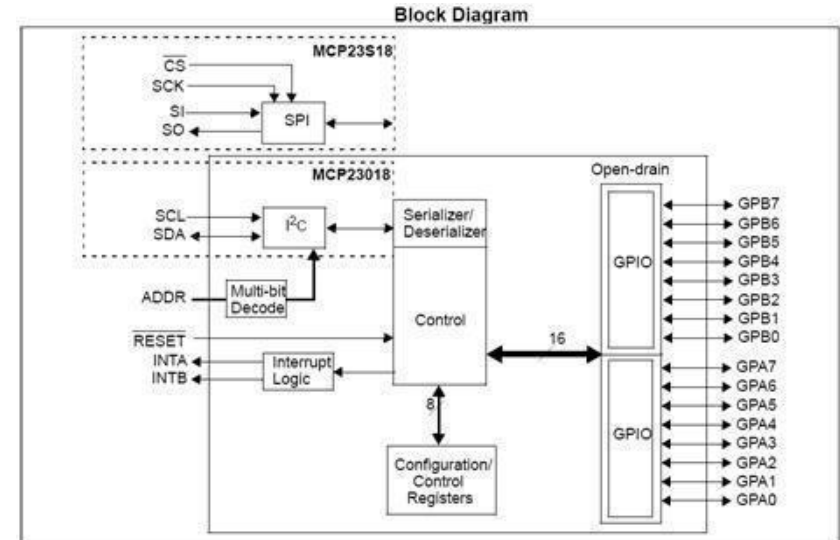 Block Diagram
MCP23S18
CS
SCK
SI
SO
SPI
MCP23018
SCL
SDA
I²C
Serializer/
Deserializer
Open-drain
ADDR
Multi-bit
Decode
Control
RESET
INTA
INTB
Interrupt
Logic
16
8
Configuration/
Control
Registers
GPIO
GPB7
GPB6
GPB5
GPB4
GPB3
GPB2
GPB1
GPB0
GPIO
GPA7
GPA6
GPA5
GPA4
GPA3
GPA2
GPA1
GPA0